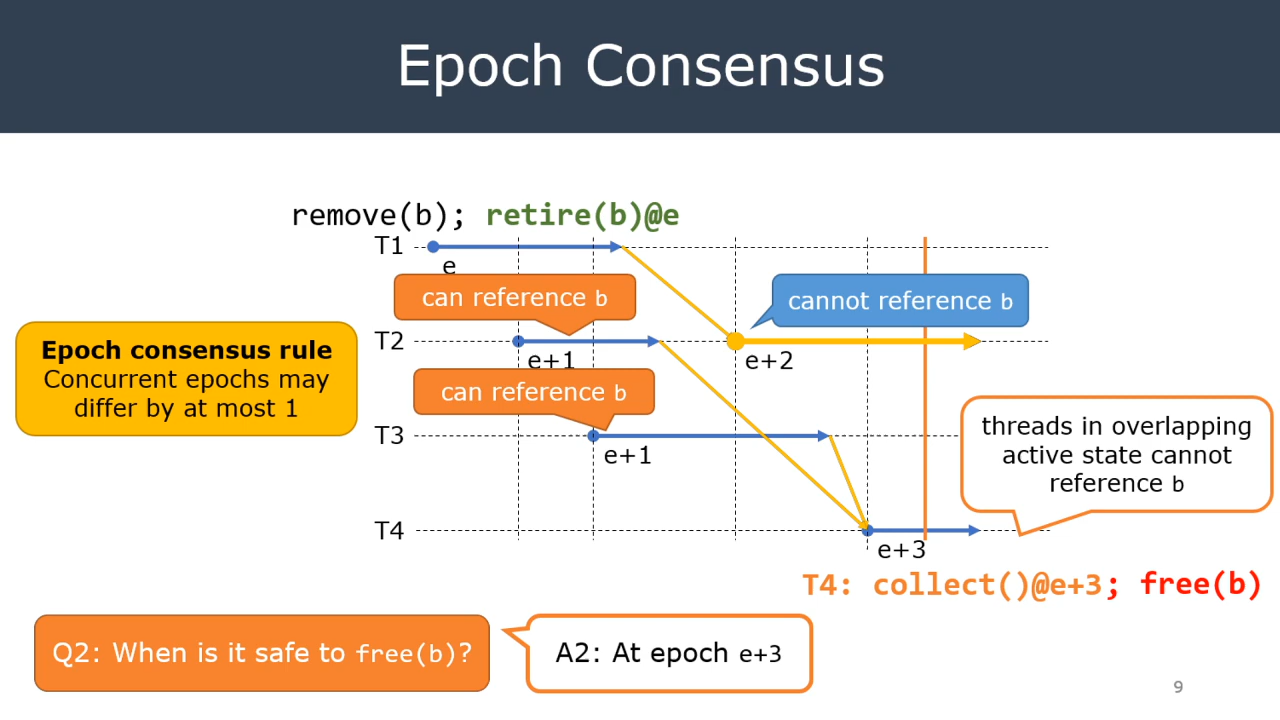 Epoch Consensus
remove(b); retire(b)@e
T1
e
can reference b
cannot reference b
T2
e+1
e+2
Epoch consensus rule
Concurrent epochs may
differ by at most 1
can reference b
T3
e+1
threads in overlapping
active state cannot
reference b
T4
e+3
T4: collect()@e+3; free(b)
Q2: When is it safe to free(b)?
A2: At epoch e+3
9